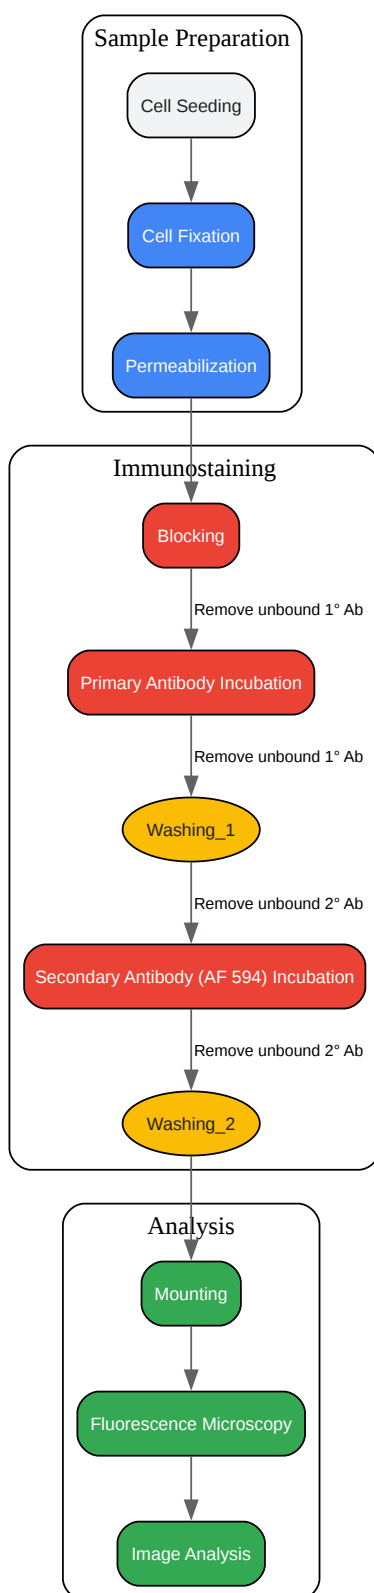 Sample Preparation
Cell Seeding
Cell Fixation
Permeabilization
Immunostaining
Blocking
Remove unbound 1° Ab
Primary Antibody Incubation
Remove unbound 1° Ab
Washing_1
Remove unbound 2° Ab
Secondary Antibody (AF 594) Incubation
Remove unbound 2° Ab
Washing_2
Analysis
Mounting
Fluorescence Microscopy
Image Analysis